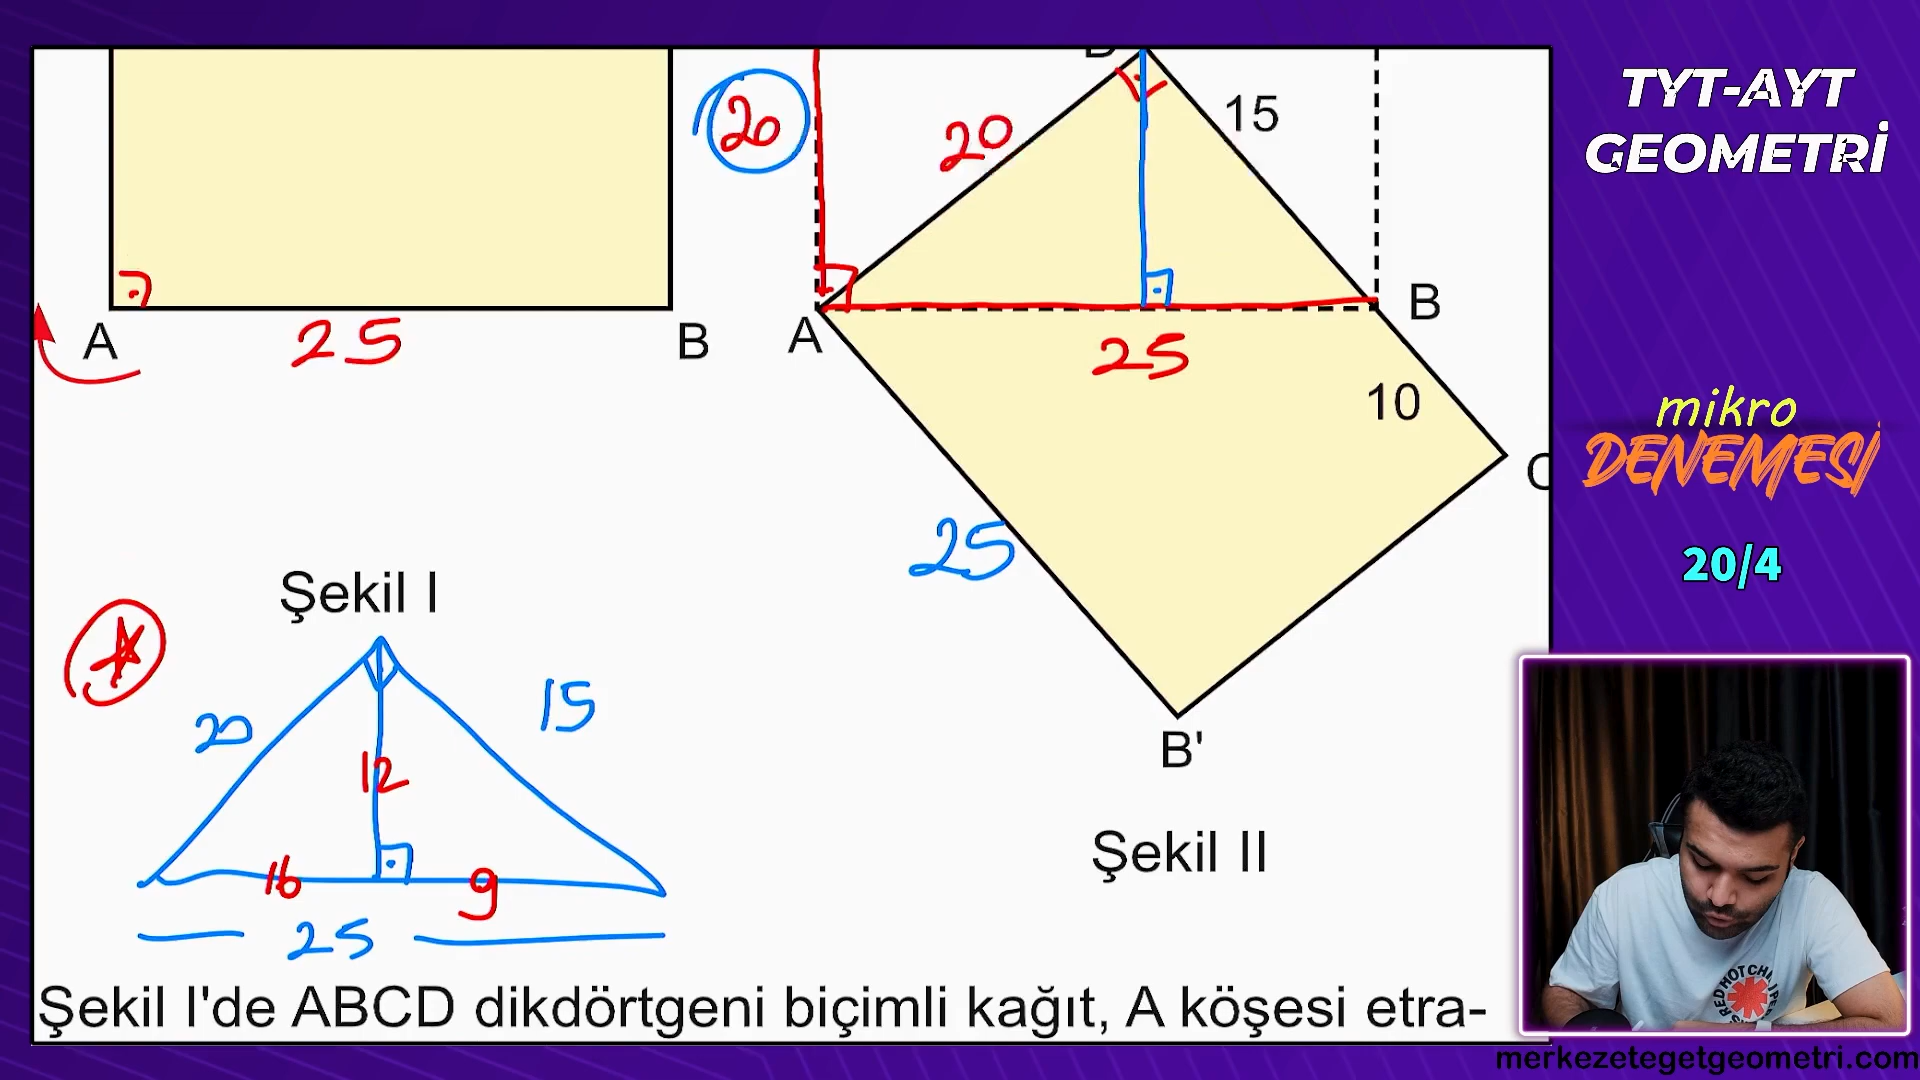 TYT-AYT
GEOMETRİ
mikro
DENEMESİ
20/4
20
20
15
A
25
B
A
25
B
10
C
25
B'
Şekil I
Şekil II
20
15
12
16
9
25
Şekil I'de ABCD dikdörtgeni biçimli kağıt, A köşesi etra-
merkezetegetgeometri.com